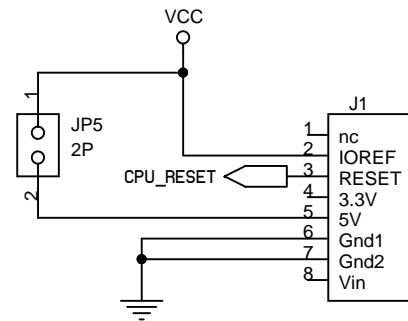 VCC
J1
1
JP5
2P
1 nc
2 IOREF
CPU_RESET
3 RESET
4 3.3V
2
5 5V
6 Gnd1
7 Gnd2
8 Vin